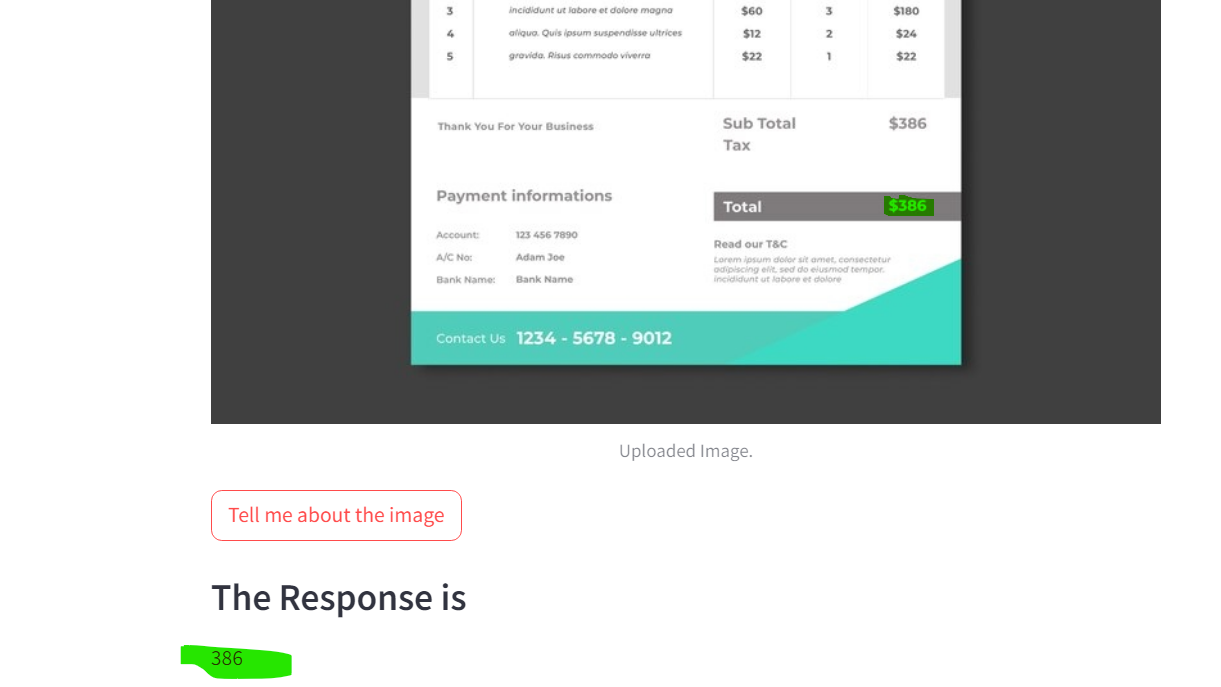 3 incididunt ut labore et dolore magna $60 3 $180
4 aliqua. Quis ipsum suspendisse ultrices $12 2 $24
5 gravida. Risus commodo viverra $22 1 $22
Thank You For Your Business
Sub Total $386
Tax
Payment informations
Total $386
Account: 123 456 7890
A/C No: Adam Joe
Bank Name: Bank Name
Read our T&C
Lorem ipsum dolor sit amet, consectetur
adipiscing elit, sed do eiusmod tempor.
incididunt ut labore et dolore
Contact Us 1234 - 5678 - 9012
Uploaded Image.
Tell me about the image
The Response is
386